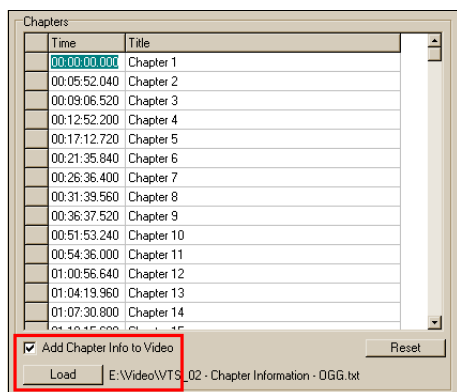 Chapters
Time Title
00:00:00.000 Chapter 1
00:05:52.040 Chapter 2
00:09:06.520 Chapter 3
00:12:52.200 Chapter 4
00:17:12.720 Chapter 5
00:21:35.840 Chapter 6
00:26:36.400 Chapter 7
00:31:39.560 Chapter 8
00:36:37.520 Chapter 9
00:51:53.240 Chapter 10
00:54:36.000 Chapter 11
01:00:56.640 Chapter 12
01:04:19.960 Chapter 13
01:07:30.800 Chapter 14
Add Chapter Info to Video Reset
Load E:\Video\VTS_02 - Chapter Information - OGG.txt